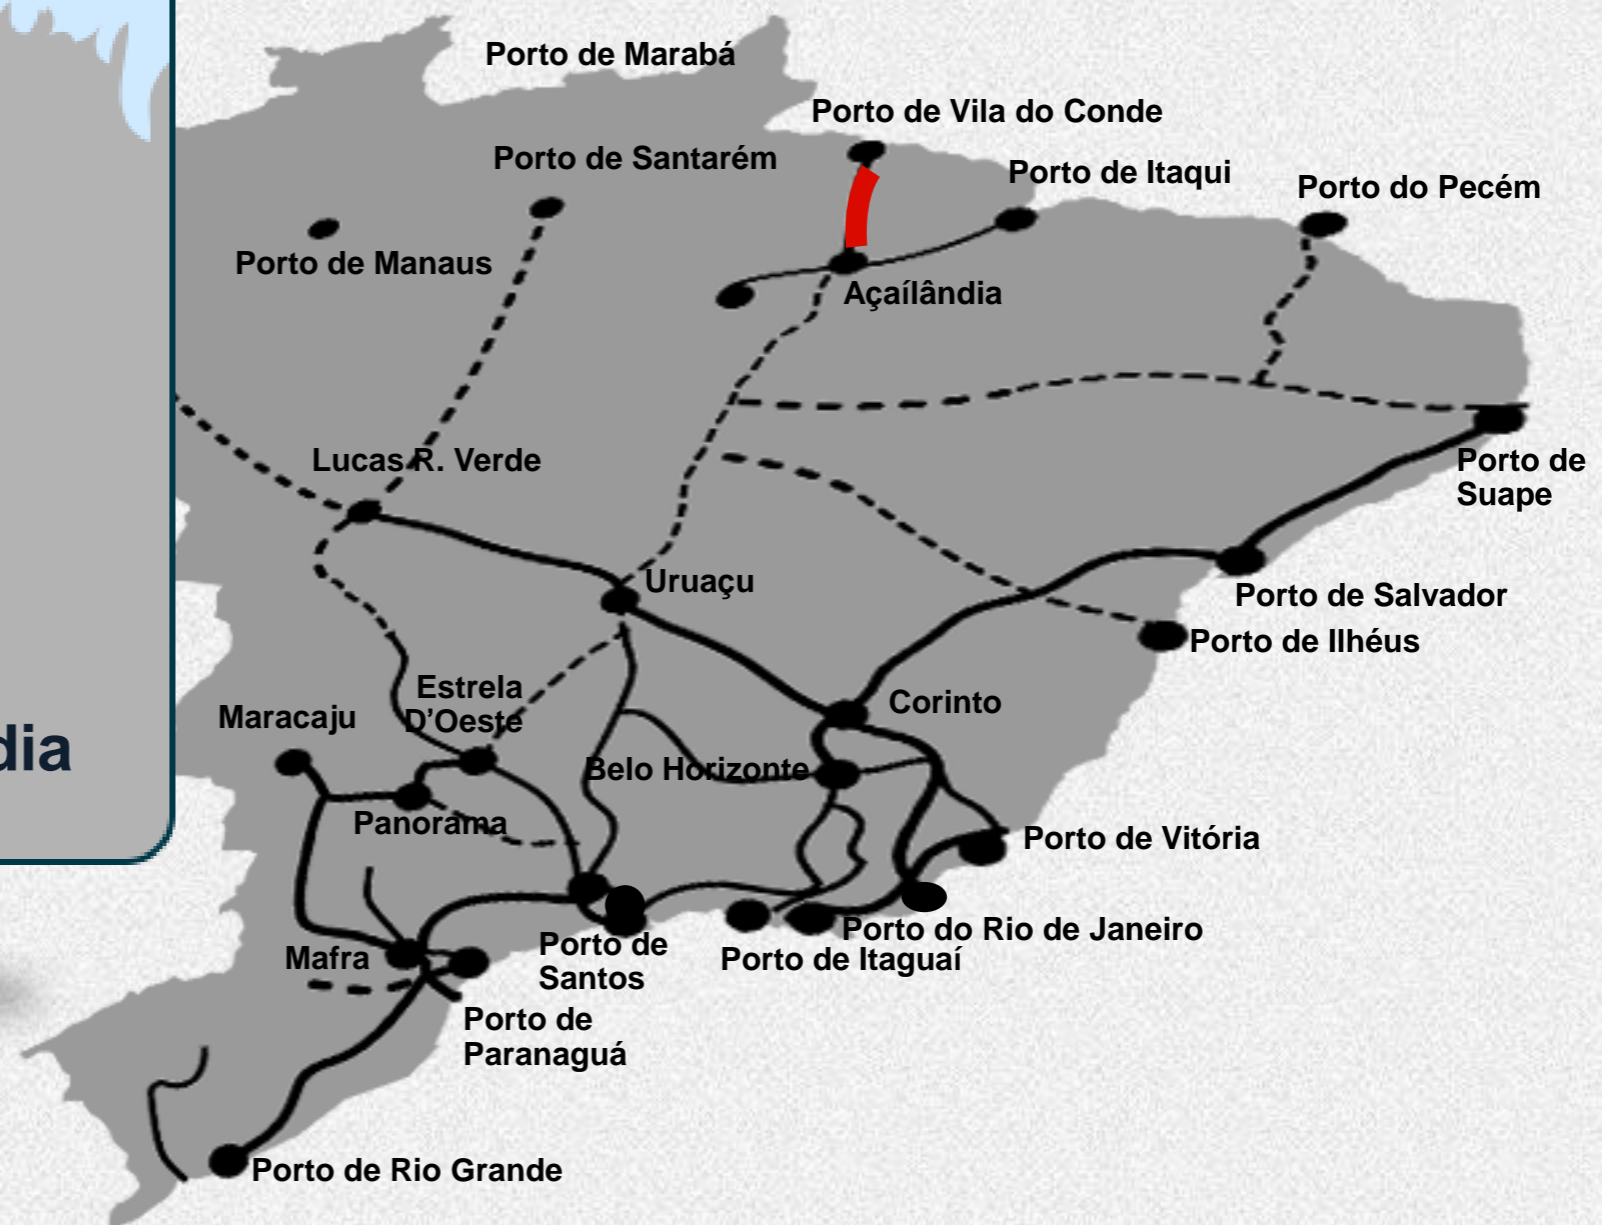 Porto de Marabá
Porto de Vila do Conde
Porto de Santarém
Porto de Itaqui
Porto do Pecém
Porto de Manaus
Açaílândia
Lucas R. Verde
Porto de
Suape
Uruaçu
Porto de Salvador
Porto de Ilhéus
Estrela
D’Oeste
Maracaju
Corinto
dia
Belo Horizonte
Panorama
Porto de Vitória
Porto do Rio de Janeiro
Porto de
Santos
Mafra
Porto de Itaguaí
Porto de
Paranaguá
Porto de Rio Grande